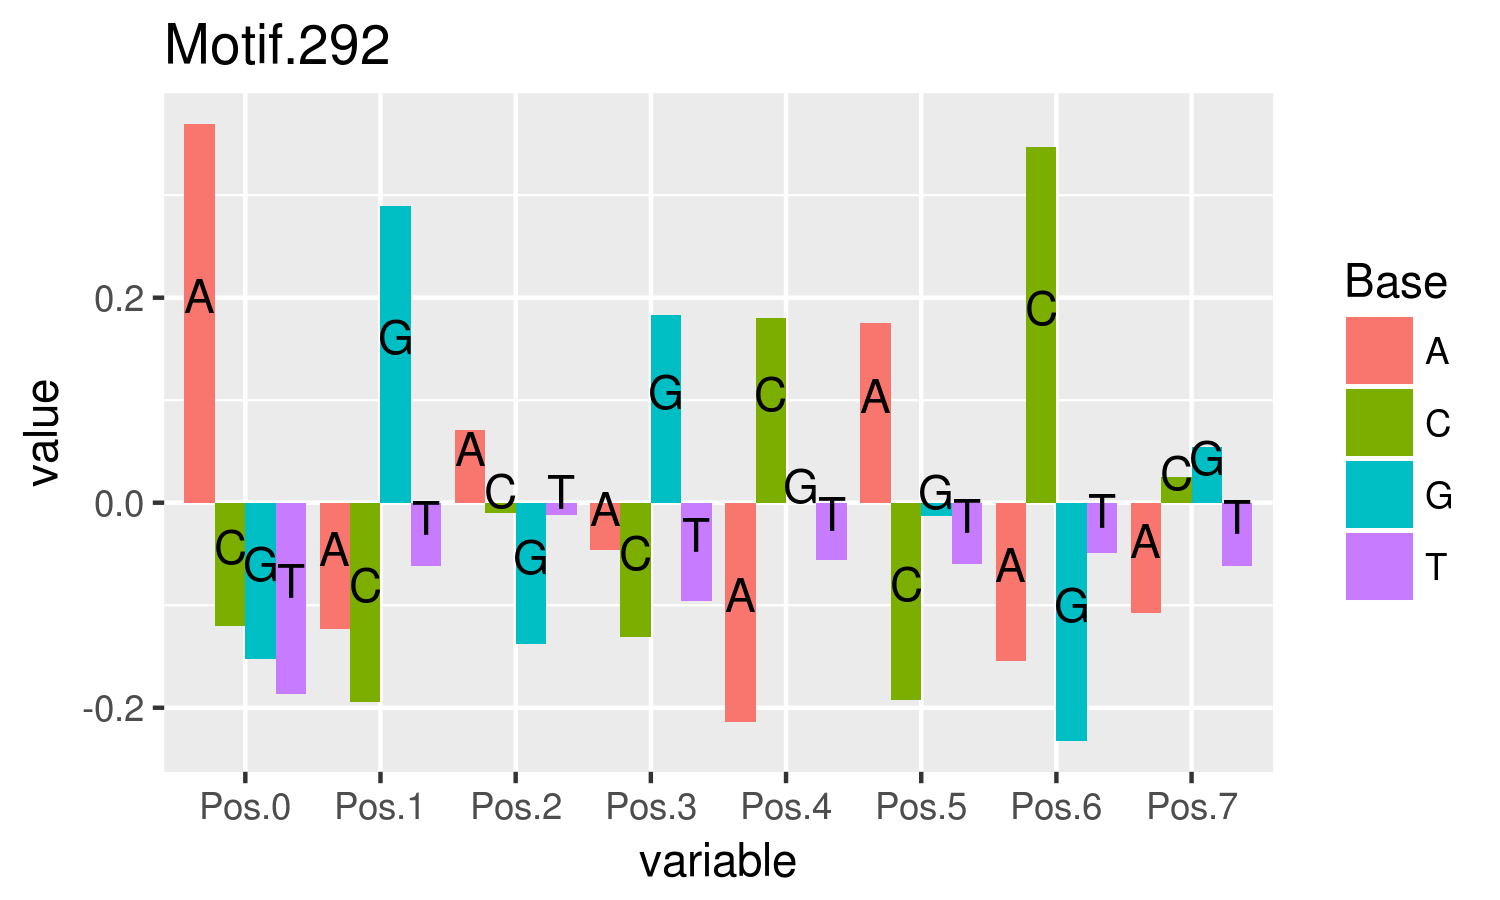 Motif.292
value
0.2
0.0
-0.2
A C G T
A C G T
A C G T
A C G T
A C G T
A C G T
A C G T
A C G T
Pos.0 Pos.1 Pos.2 Pos.3 Pos.4 Pos.5 Pos.6 Pos.7
variable
Base
A
C
G
T